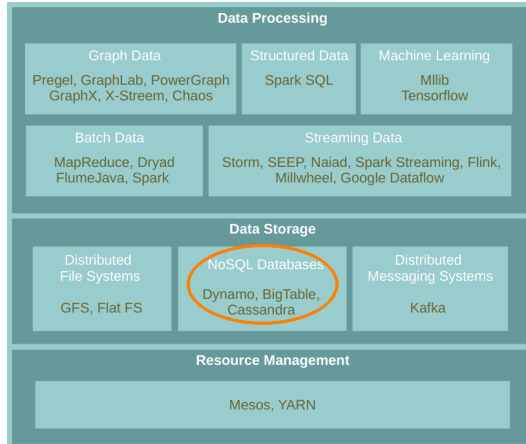 Data Processing
Graph Data
Pregel, GraphLab, PowerGraph
GraphX, X-Streem, Chaos
Structured Data
Spark SQL
Machine Learning
Mllib
Tensorflow
Batch Data
MapReduce, Dryad
FlumeJava, Spark
Streaming Data
Storm, SEEP, Naiad, Spark Streaming, Flink,
Millwheel, Google Dataflow
Data Storage
Distributed
File Systems
GFS, Flat FS
NoSQL Databases
Dynamo, BigTable,
Cassandra
Distributed
Messaging Systems
Kafka
Resource Management
Mesos, YARN